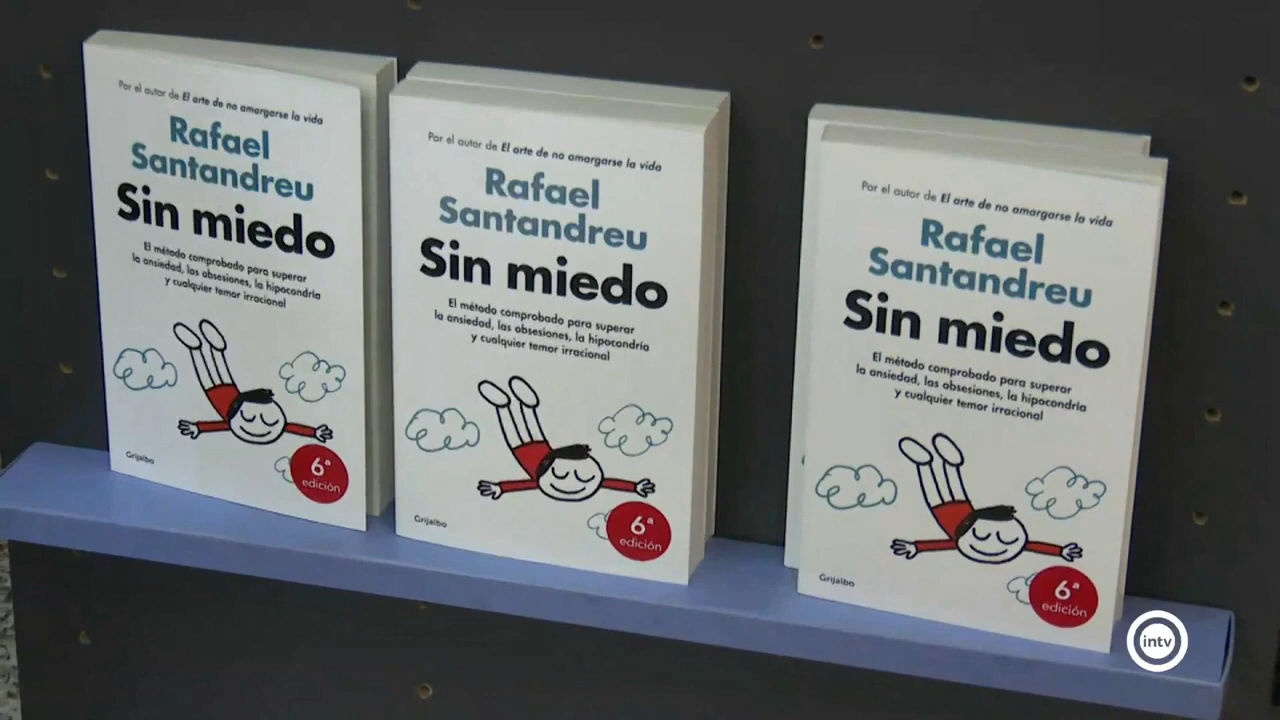 Por el autor de El arte de no amargarse la vida
Rafael
Santandreu
Sin miedo
El método comprobado para superar
la ansiedad, las obsesiones, la hipocondría
y cualquier temor irracional
Grijalbo
6ª
edición
Por el autor de El arte de no amargarse la vida
Rafael
Santandreu
Sin miedo
El método comprobado para superar
la ansiedad, las obsesiones, la hipocondría
y cualquier temor irracional
Grijalbo
6ª
edición
Por el autor de El arte de no amargarse la vida
Rafael
Santandreu
Sin miedo
El método comprobado para superar
la ansiedad, las obsesiones, la hipocondría
y cualquier temor irracional
Grijalbo
6ª
edición
intv